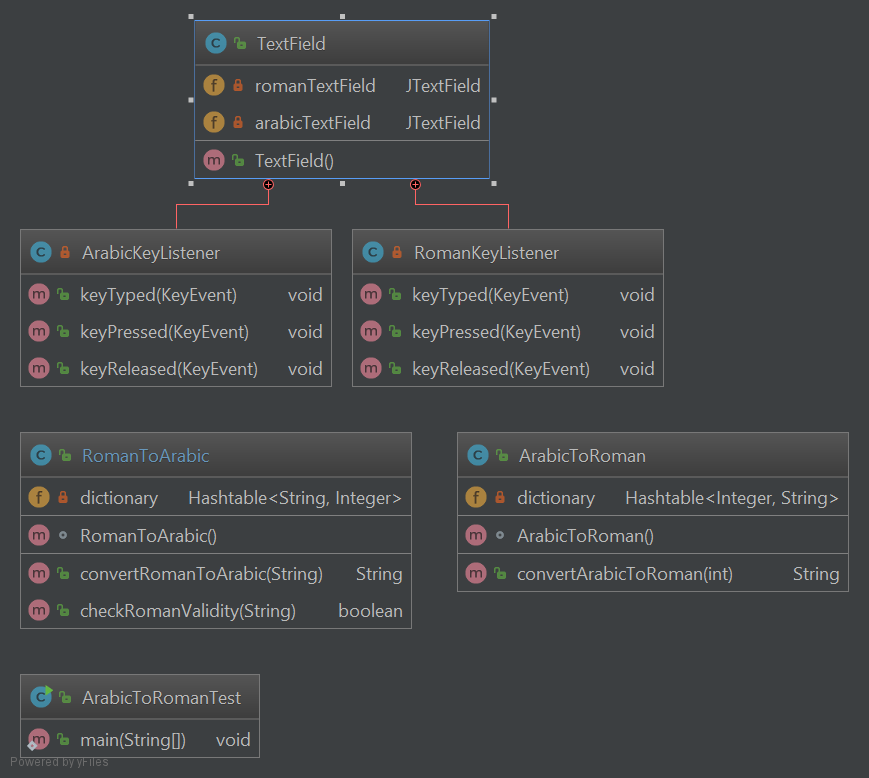 TextField
romanTextField JTextField
arabicTextField JTextField
TextField()
ArabicKeyListener
keyTyped(KeyEvent) void
keyPressed(KeyEvent) void
keyReleased(KeyEvent) void
RomanKeyListener
keyTyped(KeyEvent) void
keyPressed(KeyEvent) void
keyReleased(KeyEvent) void
RomanToArabic
dictionary Hashtable<String, Integer>
RomanToArabic()
convertRomanToArabic(String) String
checkRomanValidity(String) boolean
ArabicToRoman
dictionary Hashtable<Integer, String>
ArabicToRoman()
convertArabicToRoman(int) String
ArabicToRomanTest
main(String[]) void
Powered by yFiles